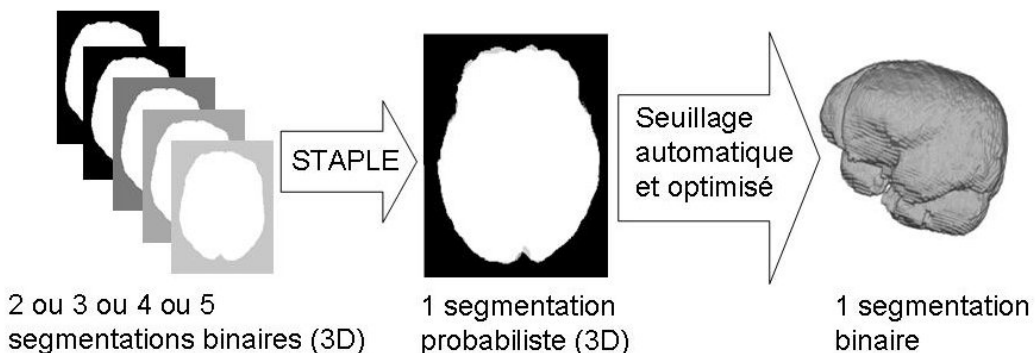 STAPLE
Seuillage
automatique
et optimisé
2 ou 3 ou 4 ou 5
segmentations binaires (3D)
1 segmentation
probabiliste (3D)
1 segmentation
binaire